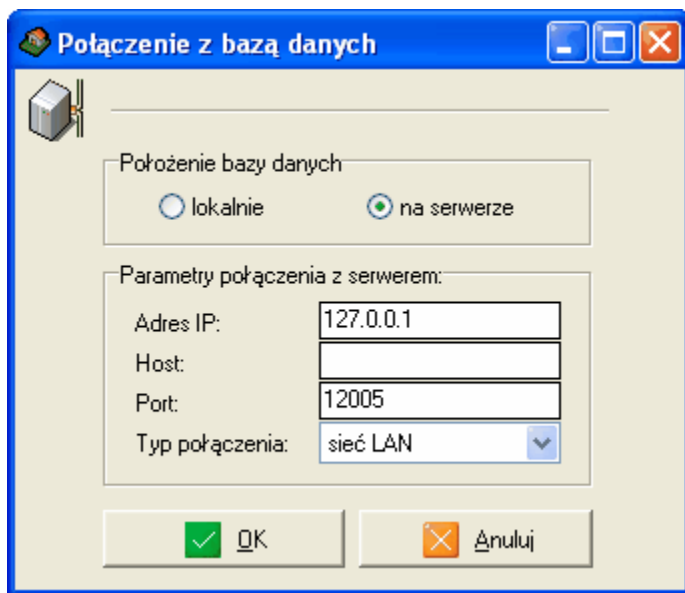 Połączenie z bazą danych
Położenie bazy danych
lokalnie na serwerze
Parametry połączenia z serwerem:
Adres IP: 127.0.0.1
Host:
Port: 12005
Typ połączenia: sieć LAN
OK Anuluj